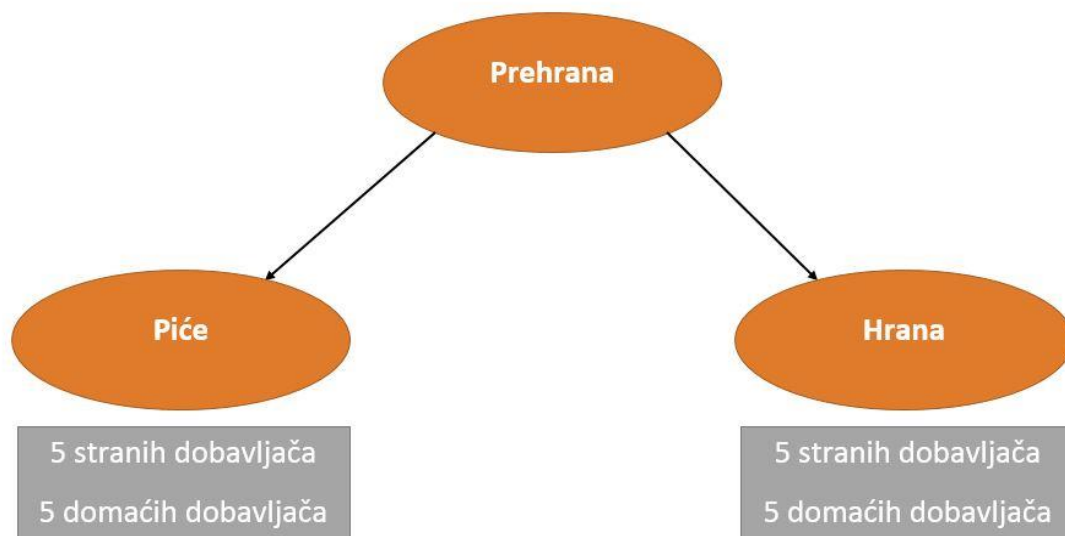 Prehrana
Piće
Hrana
5 stranih dobavljača
5 domaćih dobavljača
5 stranih dobavljača
5 domaćih dobavljača